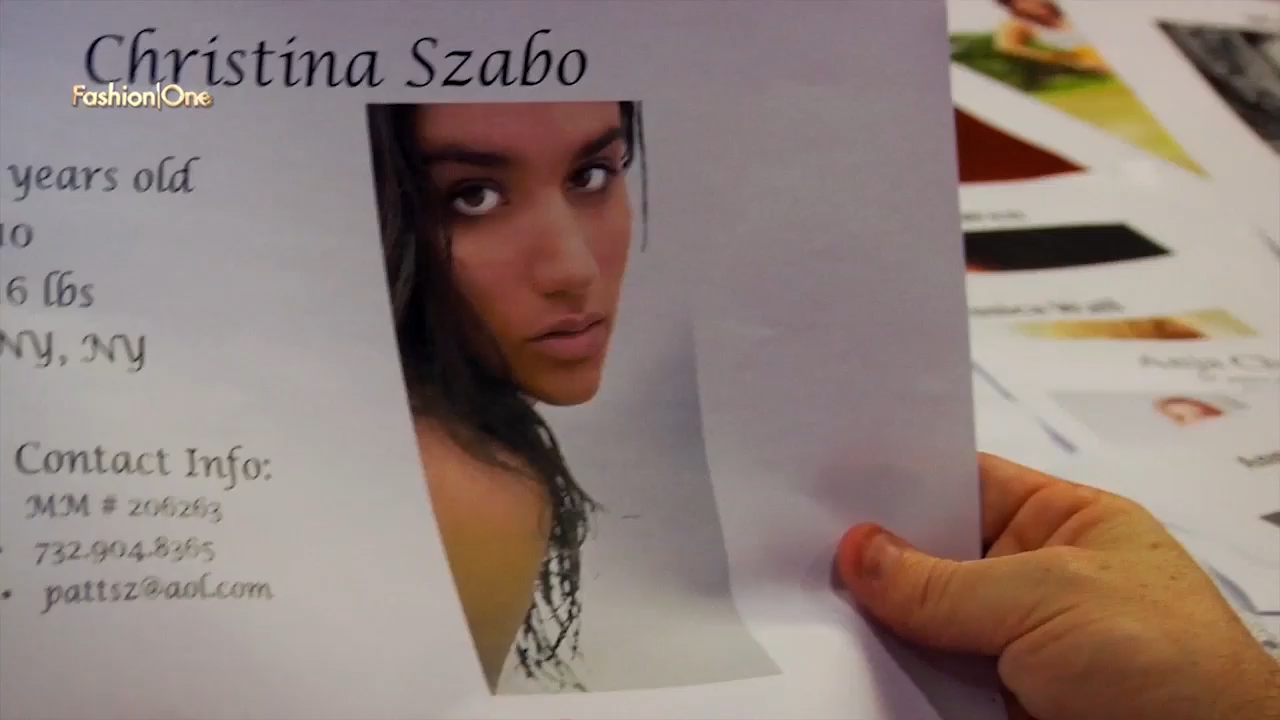 Christina Szabo
Fashion|One
years old
10
6 lbs
NY, NY
Contact Info:
MM # 206263
732.904.8365
pattsz@aol.com